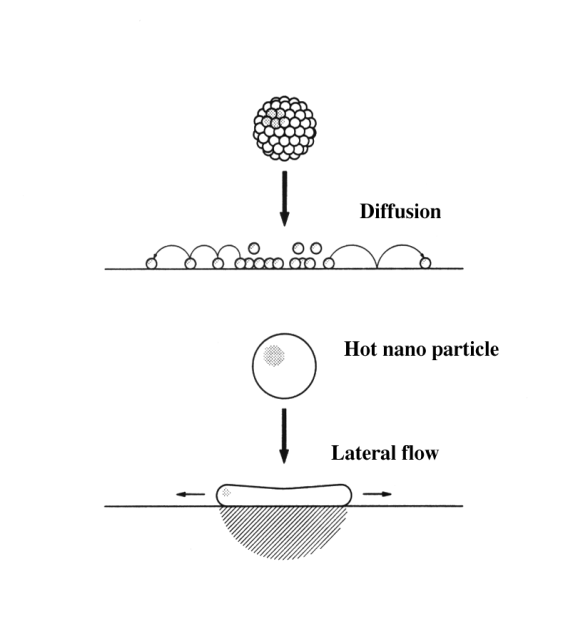 Diffusion
Hot nano particle
Lateral flow